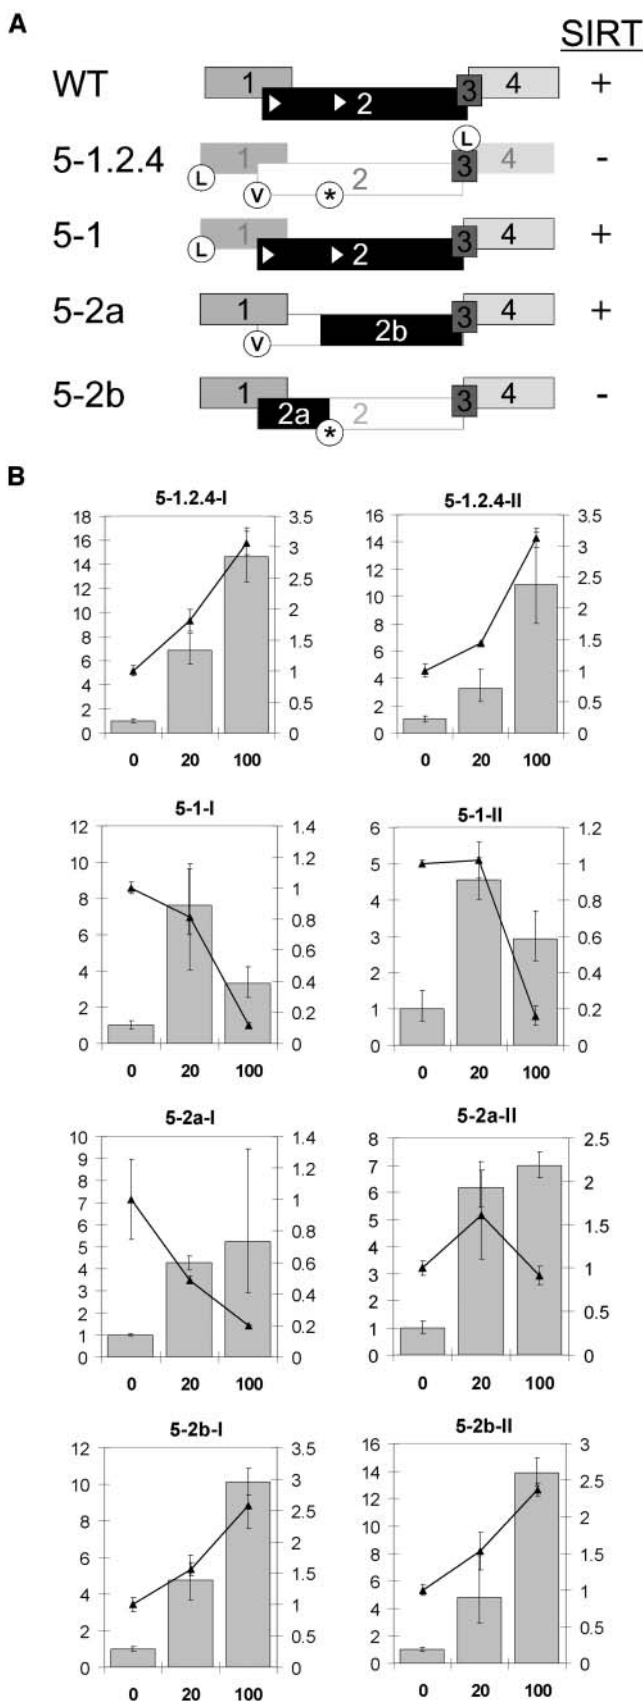 A
SIRT
WT 1 2 3 4 +
L
5-1.2.4 1 2 3 4 -
L V *
5-1 1 2 3 4 +
L
5-2a 1 2b 3 4 +
V
5-2b 1 2a 2 3 4 -
*
B
5-1.2.4-I 5-1.2.4-II
18 3.5 16 3.5
16 3 14 3
14 2.5 12 2.5
12 2 10 2
10 1.5 8 1.5
8 1 6 1
6 0.5 4 0.5
4 0 2 0
2 0
0
0 20 100 0 20 100
5-1-I 5-1-II
12 1.4 6 1.2
10 1.2 5 1
8 1 4 0.8
6 0.8 3 0.6
4 0.6 2 0.4
2 0.4 1 0.2
0 0.2 0 0
0
0 20 100 0 20 100
5-2a-I 5-2a-II
10 1.4 8 2.5
9 1.2 7 2
8 1 6 1.5
7 0.8 5 1
6 0.6 4 0.5
5 0.4 3 0
4 0.2 2
3 0 1
2 0
1
0
0 20 100 0 20 100
5-2b-I 5-2b-II
12 3.5 16 3
10 3 14 2.5
8 2.5 12 2
6 2 10 1.5
4 1.5 8 1
2 1 6 0.5
0 0.5 4 0
0 2
0
0 20 100 0 20 100